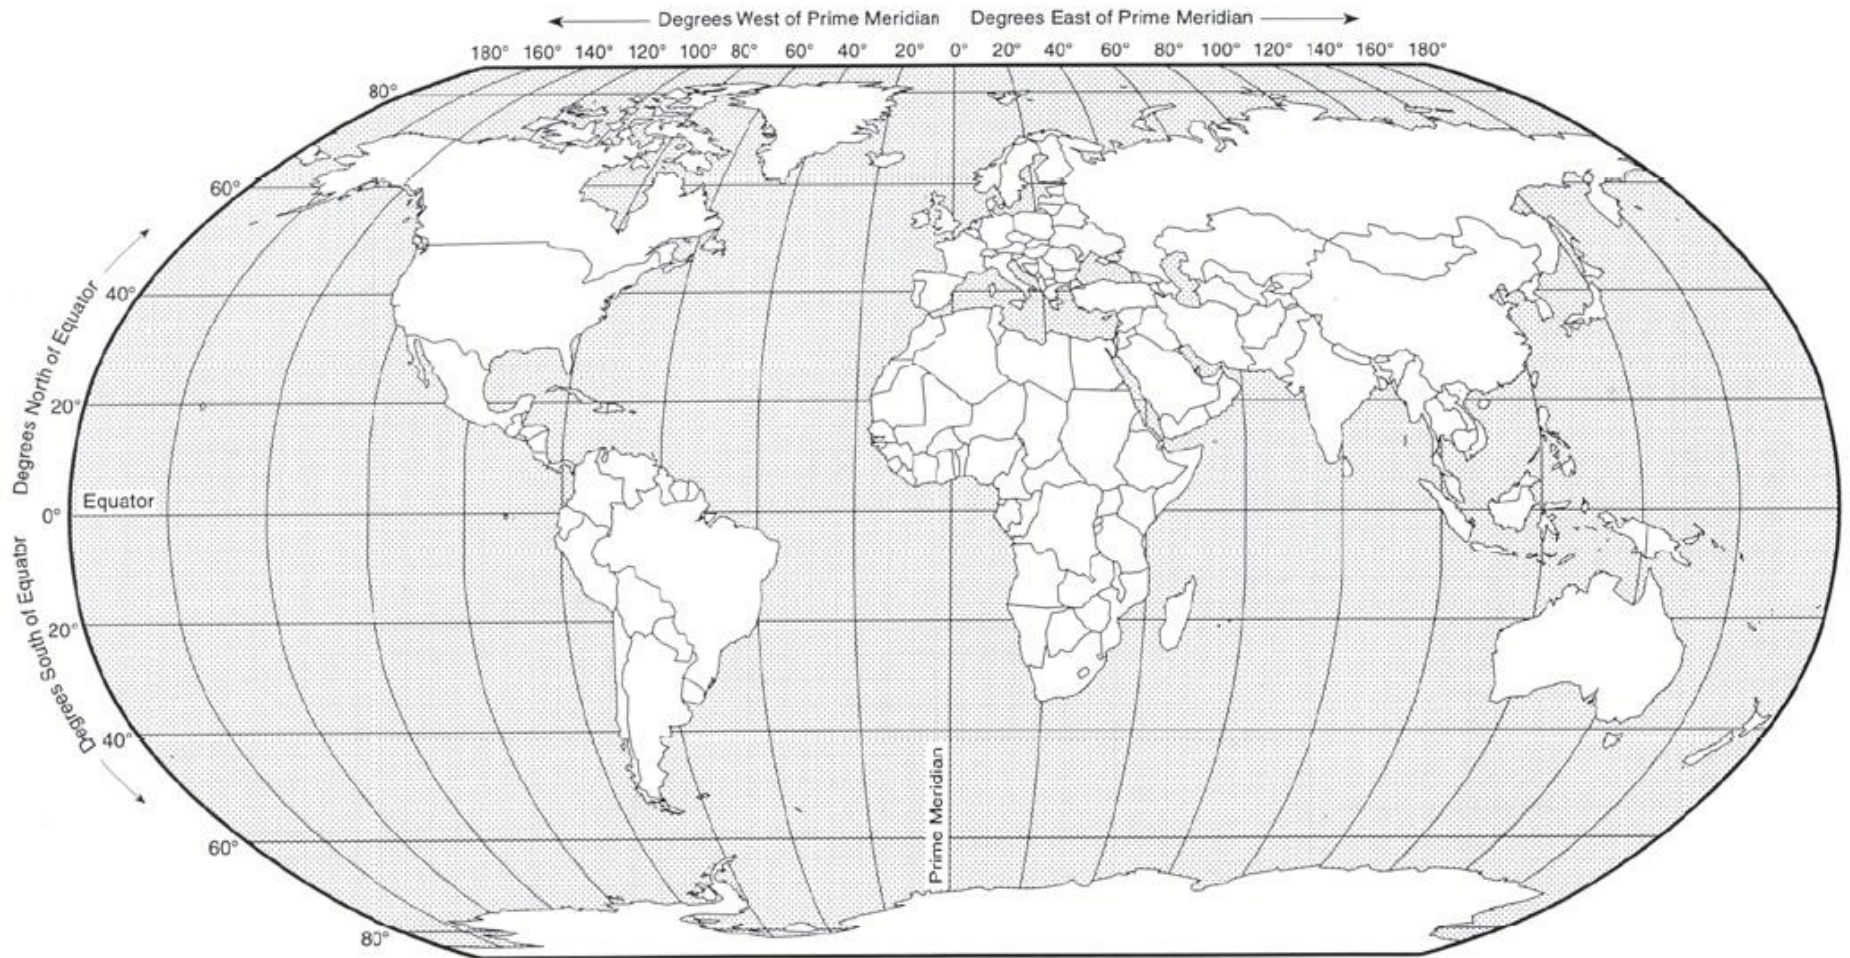 Degrees West of Prime Meridian Degrees East of Prime Meridian
180° 160° 140° 120° 100° 80° 60° 40° 20° 0° 20° 40° 60° 80° 100° 120° 140° 160° 180°
80°
60°
40°
Degrees North of Equator
20°
Equator
0°
Degrees South of Equator
20°
40°
Prime Meridian
60°
80°